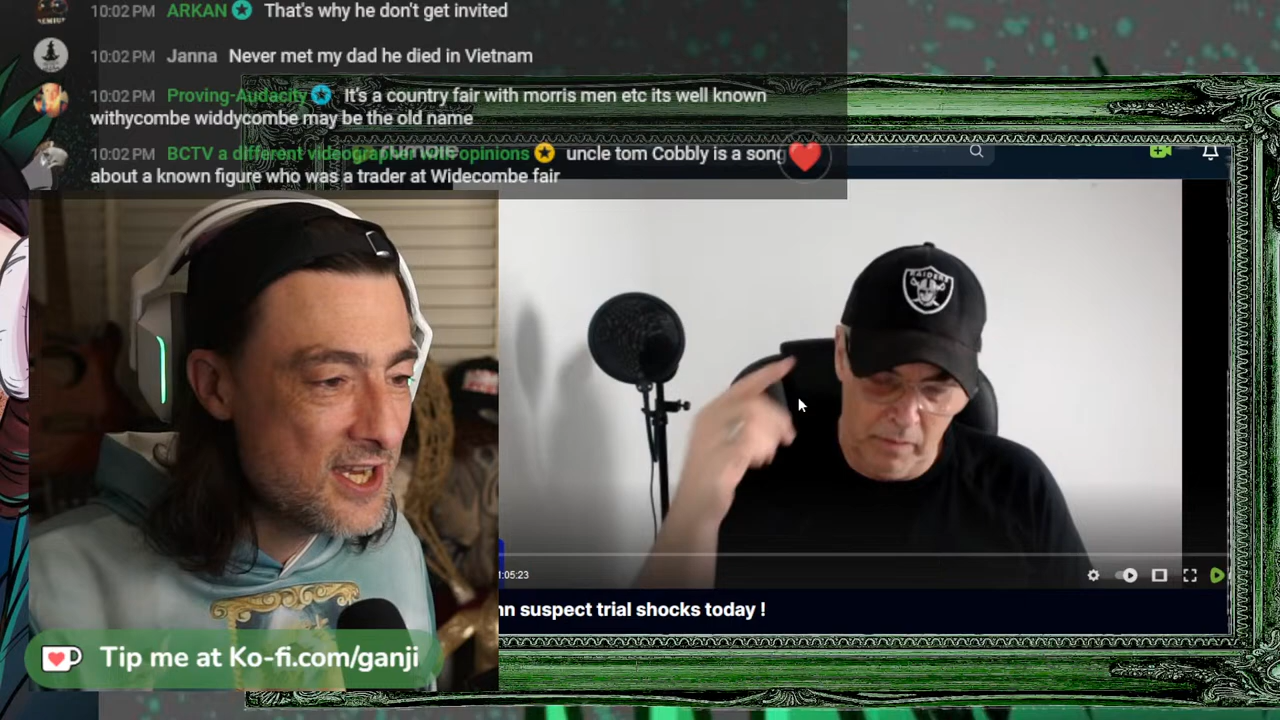 10:02 PM ARKAN That's why he don't get invited
10:02 PM Janna Never met my dad he died in Vietnam
10:02 PM Proving-Audacity It's a country fair with morris men etc its well known
withycombe widdycombe may be the old name
10:02 PM BCTV a different videographer with opinions uncle tom Cobbly is a song
about a known figure who was a trader at Widecombe fair
rumble
RAIDERS
1:05:23
nn suspect trial shocks today !
Tip me at Ko-fi.com/ganji